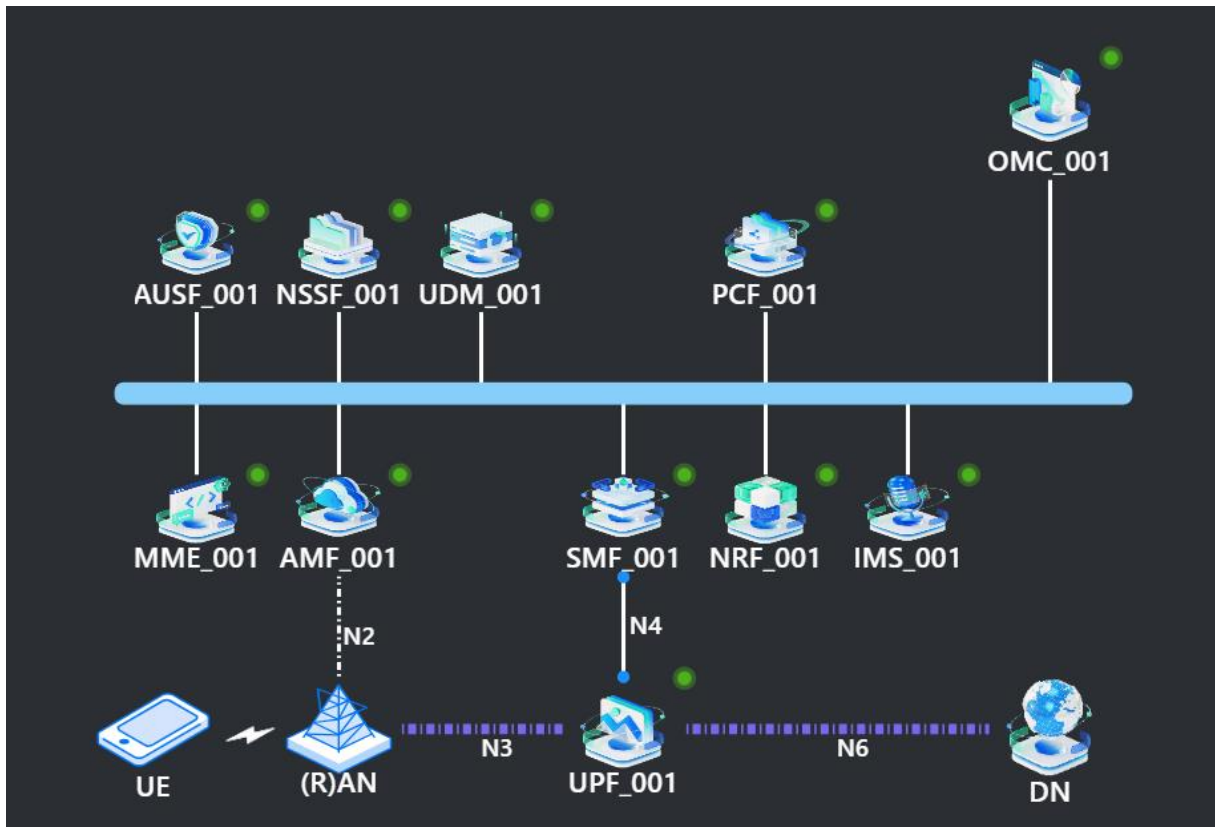 OMC_001
AUSF_001
NSSF_001
UDM_001
PCF_001
MME_001
AMF_001
SMF_001
NRF_001
IMS_001
N2
N4
N3
N6
UE
(R)AN
UPF_001
DN